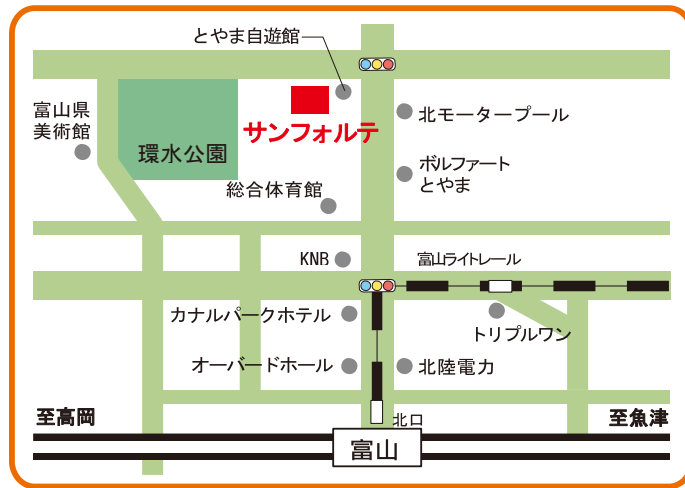 とやま自遊館
富山県
美術館
環水公園
サンフォルテ
北モータープール
ボルファート
とやま
総合体育館
KNB
富山ライトレール
カナルパークホテル
トリプルワン
オーバードホール
北陸電力
至高岡
北口
至魚津
富山